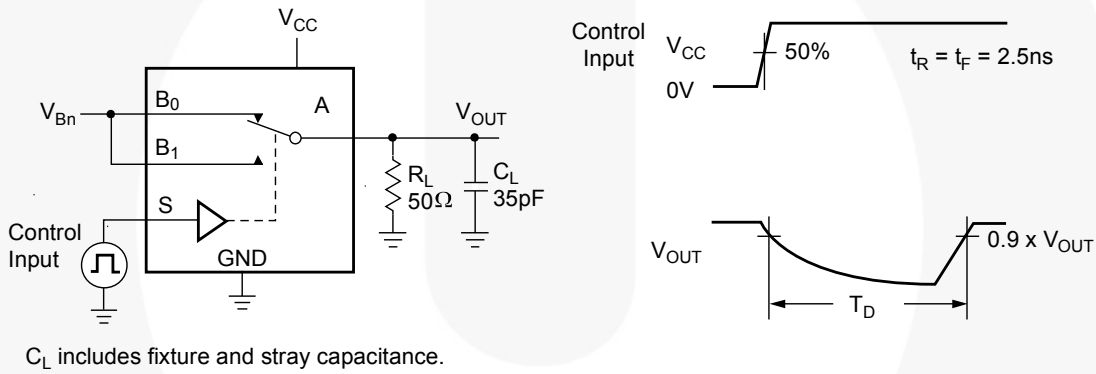 V_CC
V_Bn
B_0
A
V_OUT
B_1
R_L
50Ω
C_L
35pF
S
Control
Input
GND
C_L includes fixture and stray capacitance.
Control
Input
V_CC
0V
50%
t_R = t_F = 2.5ns
V_OUT
0.9 x V_OUT
T_D